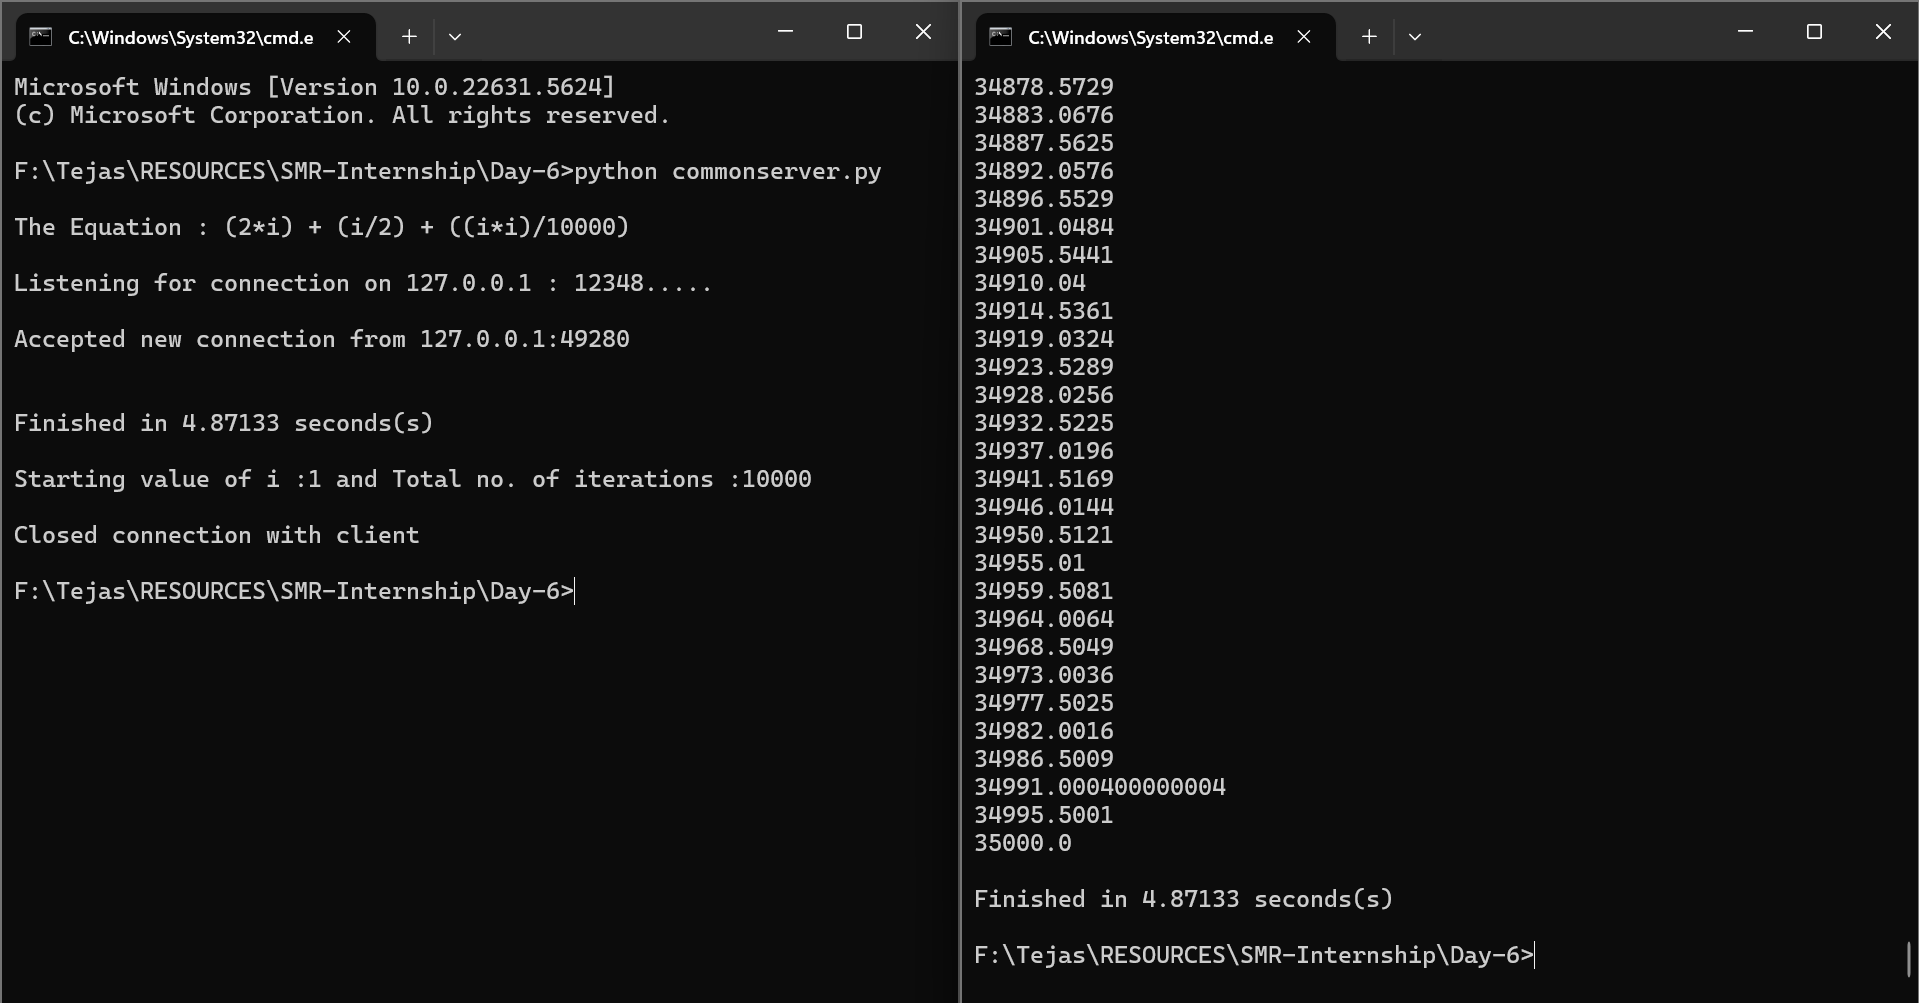 C:\Windows\System32\cmd.e
Microsoft Windows [Version 10.0.22631.5624]
(c) Microsoft Corporation. All rights reserved.
F:\Tejas\RESOURCES\SMR-Internship\Day-6>python commonserver.py
The Equation : (2*i) + (i/2) + ((i*i)/10000)
Listening for connection on 127.0.0.1 : 12348.....
Accepted new connection from 127.0.0.1:49280
Finished in 4.87133 seconds(s)
Starting value of i :1 and Total no. of iterations :10000
Closed connection with client
F:\Tejas\RESOURCES\SMR-Internship\Day-6>
C:\Windows\System32\cmd.e
34878.5729
34883.0676
34887.5625
34892.0576
34896.5529
34901.0484
34905.5441
34910.04
34914.5361
34919.0324
34923.5289
34928.0256
34932.5225
34937.0196
34941.5169
34946.0144
34950.5121
34955.01
34959.5081
34964.0064
34968.5049
34973.0036
34977.5025
34982.0016
34986.5009
34991.000400000004
34995.5001
35000.0
Finished in 4.87133 seconds(s)
F:\Tejas\RESOURCES\SMR-Internship\Day-6>